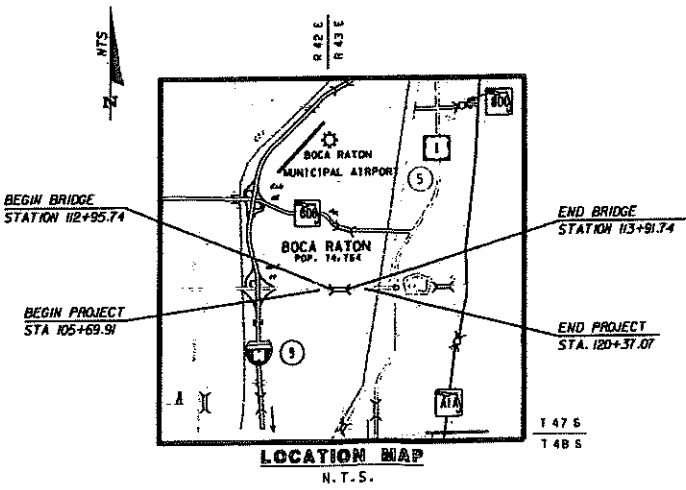 NTS
N
R 42 E
R 43 E
800
1
BOCA RATON
MUNICIPAL AIRPORT
5
BEGIN BRIDGE
STATION 112+95.74
808
END BRIDGE
STATION 113+91.74
BOCA RATON
POP. 74,764
BEGIN PROJECT
STA 105+69.91
END PROJECT
STA. 120+37.07
9
A1A
T 47 S
T 48 S
LOCATION MAP
N.T.S.